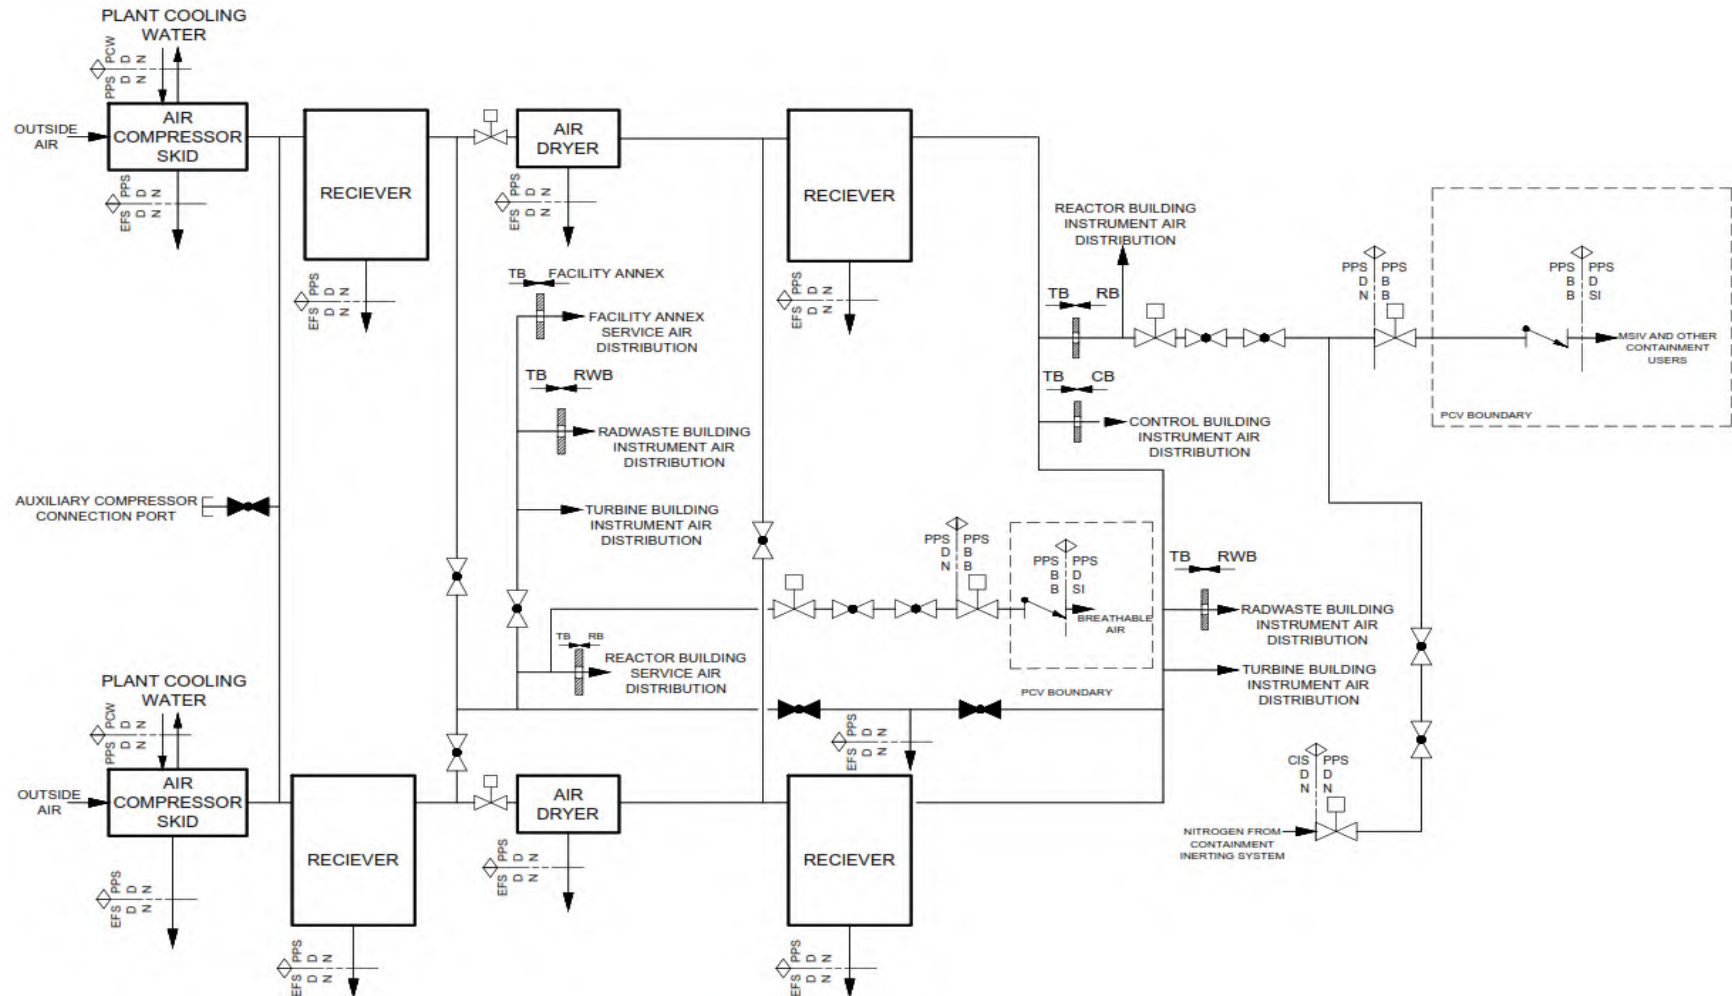 PLANT COOLING
WATER
PPS PCW
D D
N N
OUTSIDE
AIR
AIR
COMPRESSOR
SKID
EFS PPS
D D
N N
RECIEVER
EFS PPS
D D
N N
AIR
DRYER
EFS PPS
D D
N N
RECIEVER
EFS PPS
D D
N N
TB FACILITY ANNEX
FACILITY ANNEX
SERVICE AIR
DISTRIBUTION
TB RWB
RADWASTE BUILDING
INSTRUMENT AIR
DISTRIBUTION
TURBINE BUILDING
INSTRUMENT AIR
DISTRIBUTION
TB RB
REACTOR BUILDING
SERVICE AIR
DISTRIBUTION
AUXILIARY COMPRESSOR
CONNECTION PORT
REACTOR BUILDING
INSTRUMENT AIR
DISTRIBUTION
TB RB
TB CB
CONTROL BUILDING
INSTRUMENT AIR
DISTRIBUTION
PPS PPS
D B
N B
PPS PPS
B D
B SI
MSIV AND OTHER
CONTAINMENT
USERS
PCV BOUNDARY
PPS PPS
D B
N B
PPS PPS
B D
B SI
BREATHABLE
AIR
PCV BOUNDARY
TB RWB
RADWASTE BUILDING
INSTRUMENT AIR
DISTRIBUTION
TURBINE BUILDING
INSTRUMENT AIR
DISTRIBUTION
EFS PPS
D D
N N
CIS PPS
D D
N N
NITROGEN FROM
CONTAINMENT
INERTING SYSTEM
PLANT COOLING
WATER
PPS PCW
D D
N N
OUTSIDE
AIR
AIR
COMPRESSOR
SKID
EFS PPS
D D
N N
RECIEVER
EFS PPS
D D
N N
AIR
DRYER
EFS PPS
D D
N N
RECIEVER
EFS PPS
D D
N N